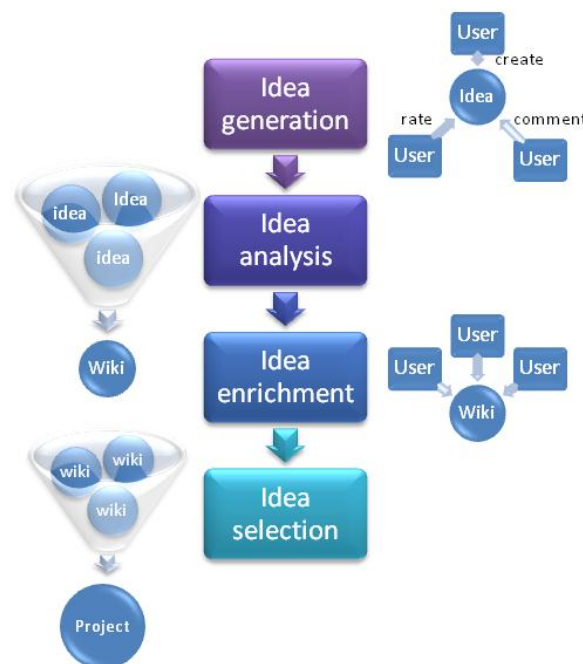 User
create
Idea
generation
Idea
rate
comment
User
User
idea
Idea
idea
Idea
analysis
Wiki
Idea
enrichment
User
User
User
Wiki
wiki
wiki
wiki
Idea
selection
Project